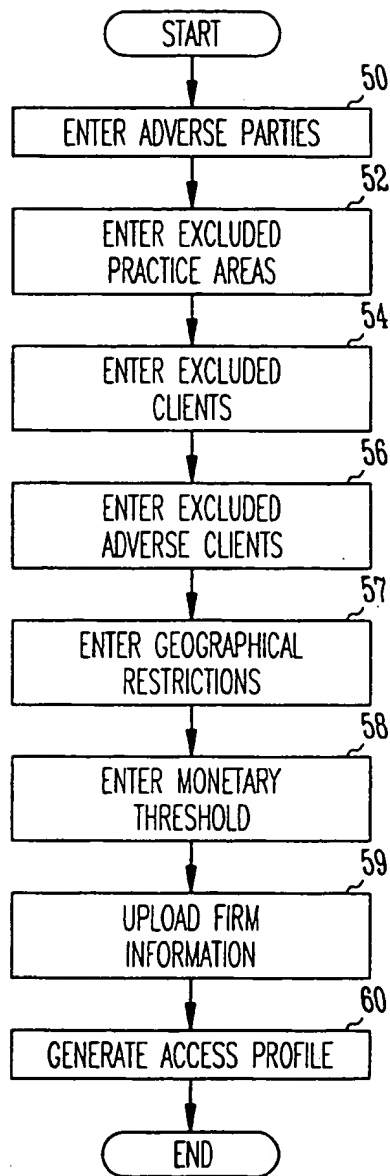 START
50
ENTER ADVERSE PARTIES
52
ENTER EXCLUDED
PRACTICE AREAS
54
ENTER EXCLUDED
CLIENTS
56
ENTER EXCLUDED
ADVERSE CLIENTS
57
ENTER GEOGRAPHICAL
RESTRICTIONS
58
ENTER MONETARY
THRESHOLD
59
UPLOAD FIRM
INFORMATION
60
GENERATE ACCESS PROFILE
END